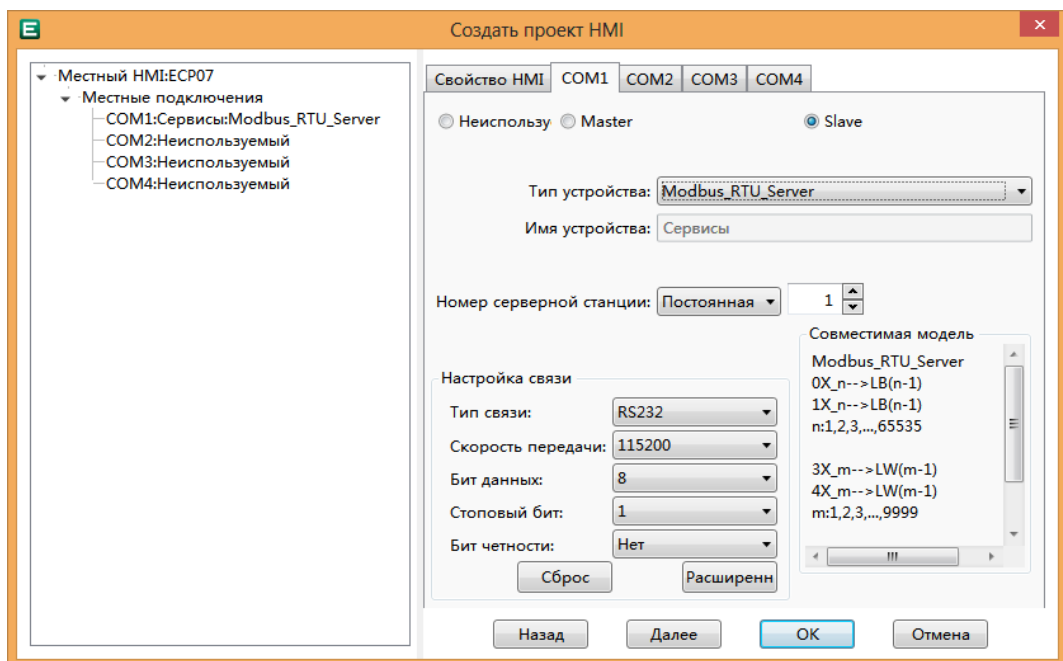 Создать проект HMI
Местный HMI:ECP07
Местные подключения
COM1:Сервисы:Modbus_RTU_Server
COM2:Неиспользуемый
COM3:Неиспользуемый
COM4:Неиспользуемый
Свойство HMI COM1 COM2 COM3 COM4
Неиспользу Master Slave
Тип устройства: Modbus_RTU_Server
Имя устройства: Сервисы
Номер серверной станции: Постоянная 1
Совместимая модель
Modbus_RTU_Server
0X_n-->LB(n-1)
1X_n-->LB(n-1)
n:1,2,3,...,65535
3X_m-->LW(m-1)
4X_m-->LW(m-1)
m:1,2,3,...,9999
Настройка связи
Тип связи: RS232
Скорость передачи: 115200
Бит данных: 8
Стоповый бит: 1
Бит четности: Нет
Сброс Расширенн
Назад Далее OK Отмена